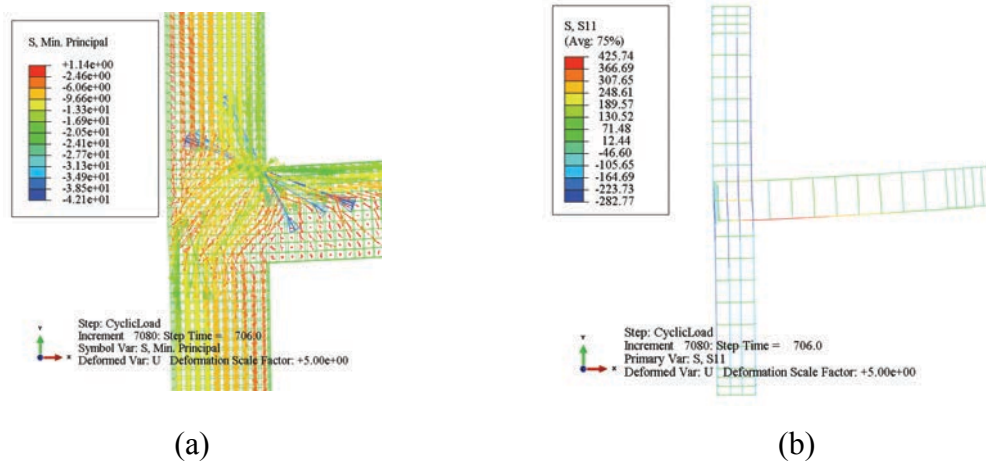 S, Min. Principal
+1.14e+00
-2.46e+00
-6.06e+00
-9.66e+00
-1.33e+01
-1.69e+01
-2.05e+01
-2.41e+01
-2.77e+01
-3.13e+01
-3.49e+01
-3.85e+01
-4.21e+01
Y
X
Step: CyclicLoad
Increment 7080: Step Time = 706.0
Symbol Var: S, Min. Principal
Deformed Var: U Deformation Scale Factor: +5.00e+00
(a)
S, S11
(Avg: 75%)
425.74
366.69
307.65
248.61
189.57
130.52
71.48
12.44
-46.60
-105.65
-164.69
-223.73
-282.77
Y
X
Step: CyclicLoad
Increment 7080: Step Time = 706.0
Primary Var: S, S11
Deformed Var: U Deformation Scale Factor: +5.00e+00
(b)